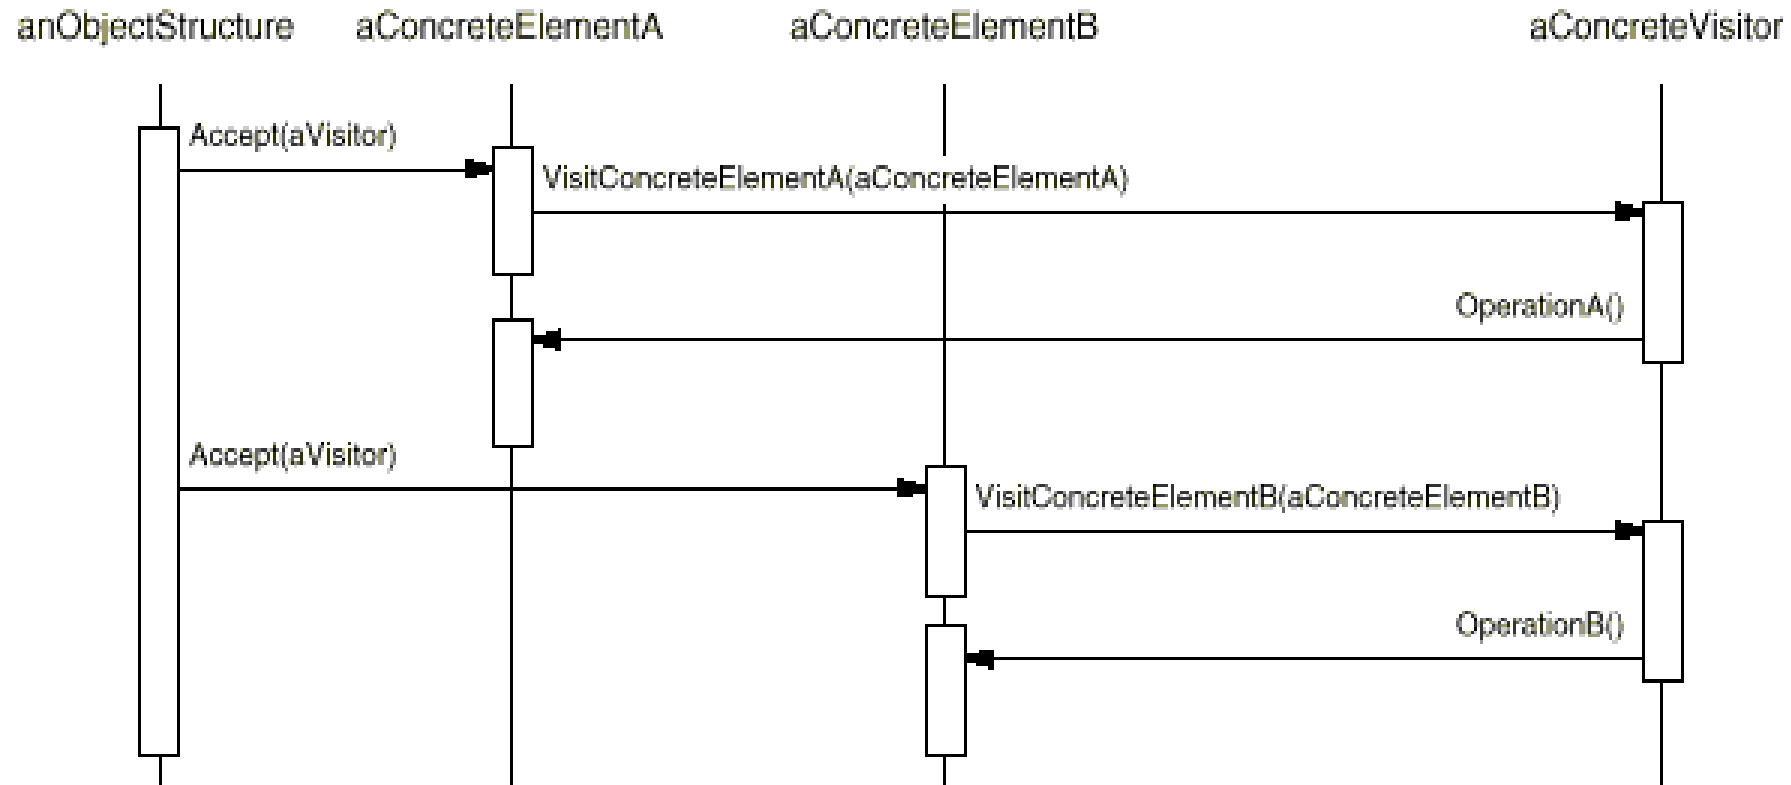 anObjectStructure aConcreteElementA aConcreteElementB aConcreteVisitor
Accept(aVisitor)
VisitConcreteElementA(aConcreteElementA)
OperationA()
Accept(aVisitor)
VisitConcreteElementB(aConcreteElementB)
OperationB()